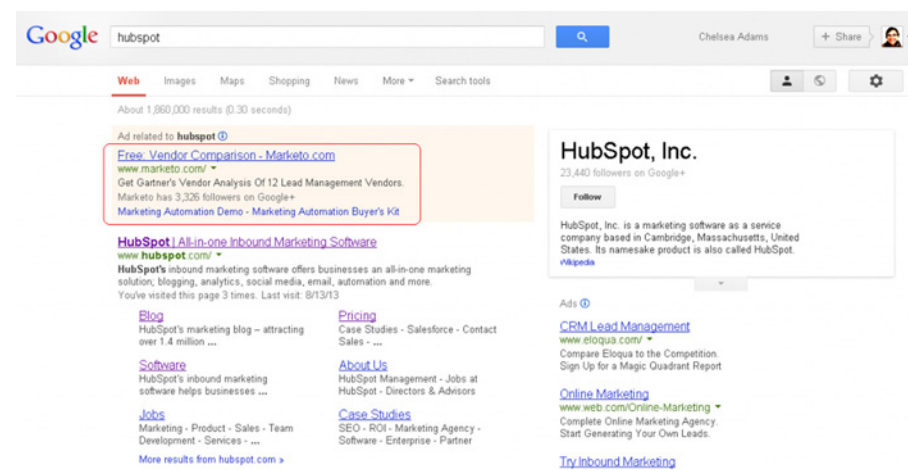 Google
hubspot
Chelsea Adams
+ Share
Web Images Maps Shopping News More Search tools
About 1,860,000 results (0.30 seconds)
Ad related to hubspot
Free: Vendor Comparison - Marketo.com
www.marketo.com/
Get Gartner's Vendor Analysis Of 12 Lead Management Vendors.
Marketo has 3,326 followers on Google+
Marketing Automation Demo - Marketing Automation Buyer's Kit
HubSpot | All-in-one Inbound Marketing Software
www.hubspot.com/
HubSpot's inbound marketing software offers businesses an all-in-one marketing
solution; blogging, analytics, social media, email, automation and more.
You've visited this page 3 times. Last visit: 8/13/13
Blog
HubSpot's marketing blog – attracting
over 1.4 million ...
Pricing
Case Studies - Salesforce - Contact
Sales - ...
Software
HubSpot's inbound marketing
software helps businesses ...
About Us
HubSpot Management - Jobs at
HubSpot - Directors & Advisors
Jobs
Marketing - Product - Sales - Team
Development - Services - ...
Case Studies
SEO - ROI - Marketing Agency -
Software - Enterprise - Partner
More results from hubspot.com »
HubSpot, Inc.
23,440 followers on Google+
Follow
HubSpot, Inc. is a marketing software as a service
company based in Cambridge, Massachusetts, United
States. Its namesake product is also called HubSpot.
Wikipedia
Ads
CRM Lead Management
www.eloqua.com/
Compare Eloqua to the Competition.
Sign Up for a Magic Quadrant Report
Online Marketing
www.web.com/Online-Marketing
Complete Online Marketing Agency.
Start Generating Your Own Leads.
Try Inbound Marketing